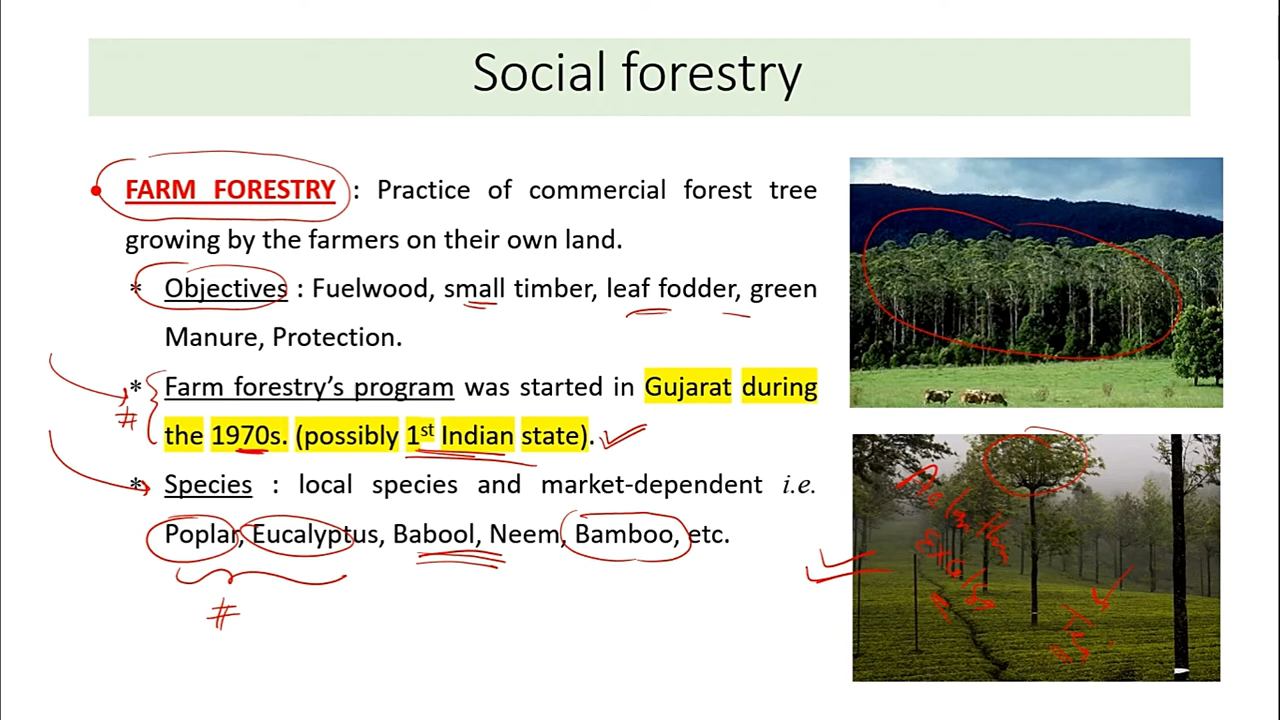 Social forestry
• FARM FORESTRY : Practice of commercial forest tree
growing by the farmers on their own land.
* Objectives : Fuelwood, small timber, leaf fodder, green
Manure, Protection.
* Farm forestry's program was started in Gujarat during
#
the 1970s. (possibly 1st Indian state).
* Species : local species and market-dependent i.e.
Poplar, Eucalyptus, Babool, Neem, Bamboo, etc.
#